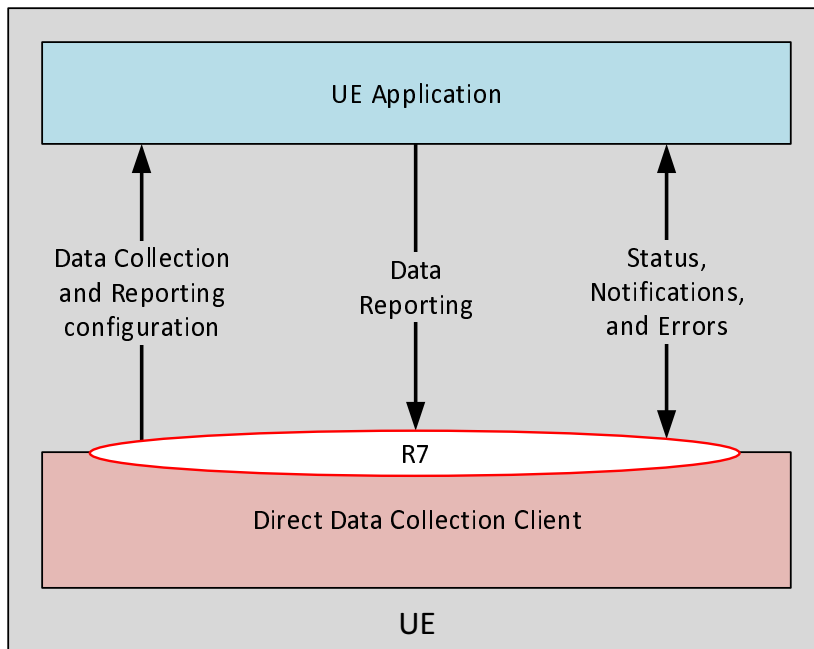 UE Application
Data Collection
and Reporting
configuration
Data
Reporting
Status,
Notifications,
and Errors
R7
Direct Data Collection Client
UE